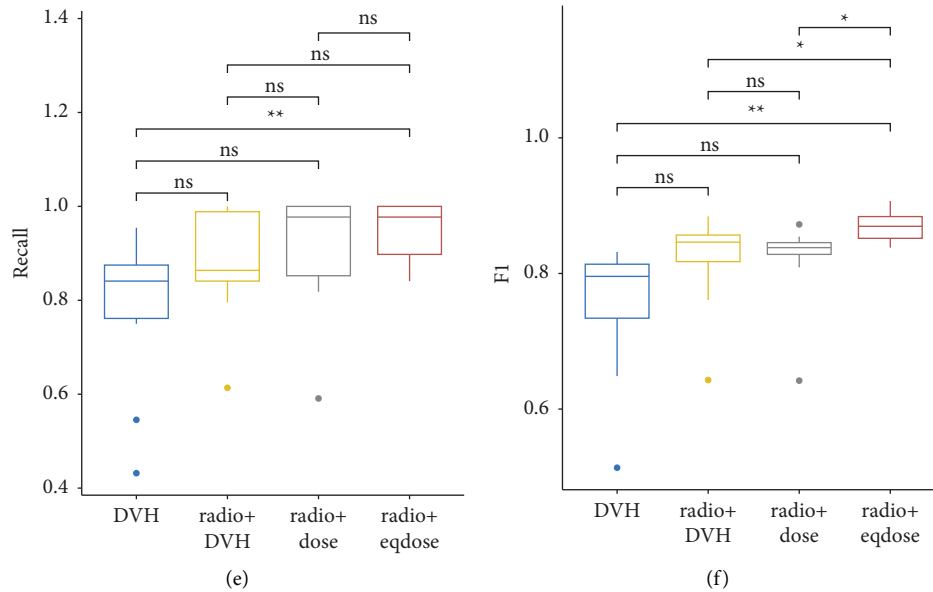 1.4
1.2
1.0
0.8
0.6
0.4
Recall
ns
ns
ns
**
ns
ns
DVH
radio+
DVH
radio+
dose
radio+
eqdose
(e)
1.0
0.8
0.6
F1
*
*
ns
**
ns
ns
DVH
radio+
DVH
radio+
dose
radio+
eqdose
(f)